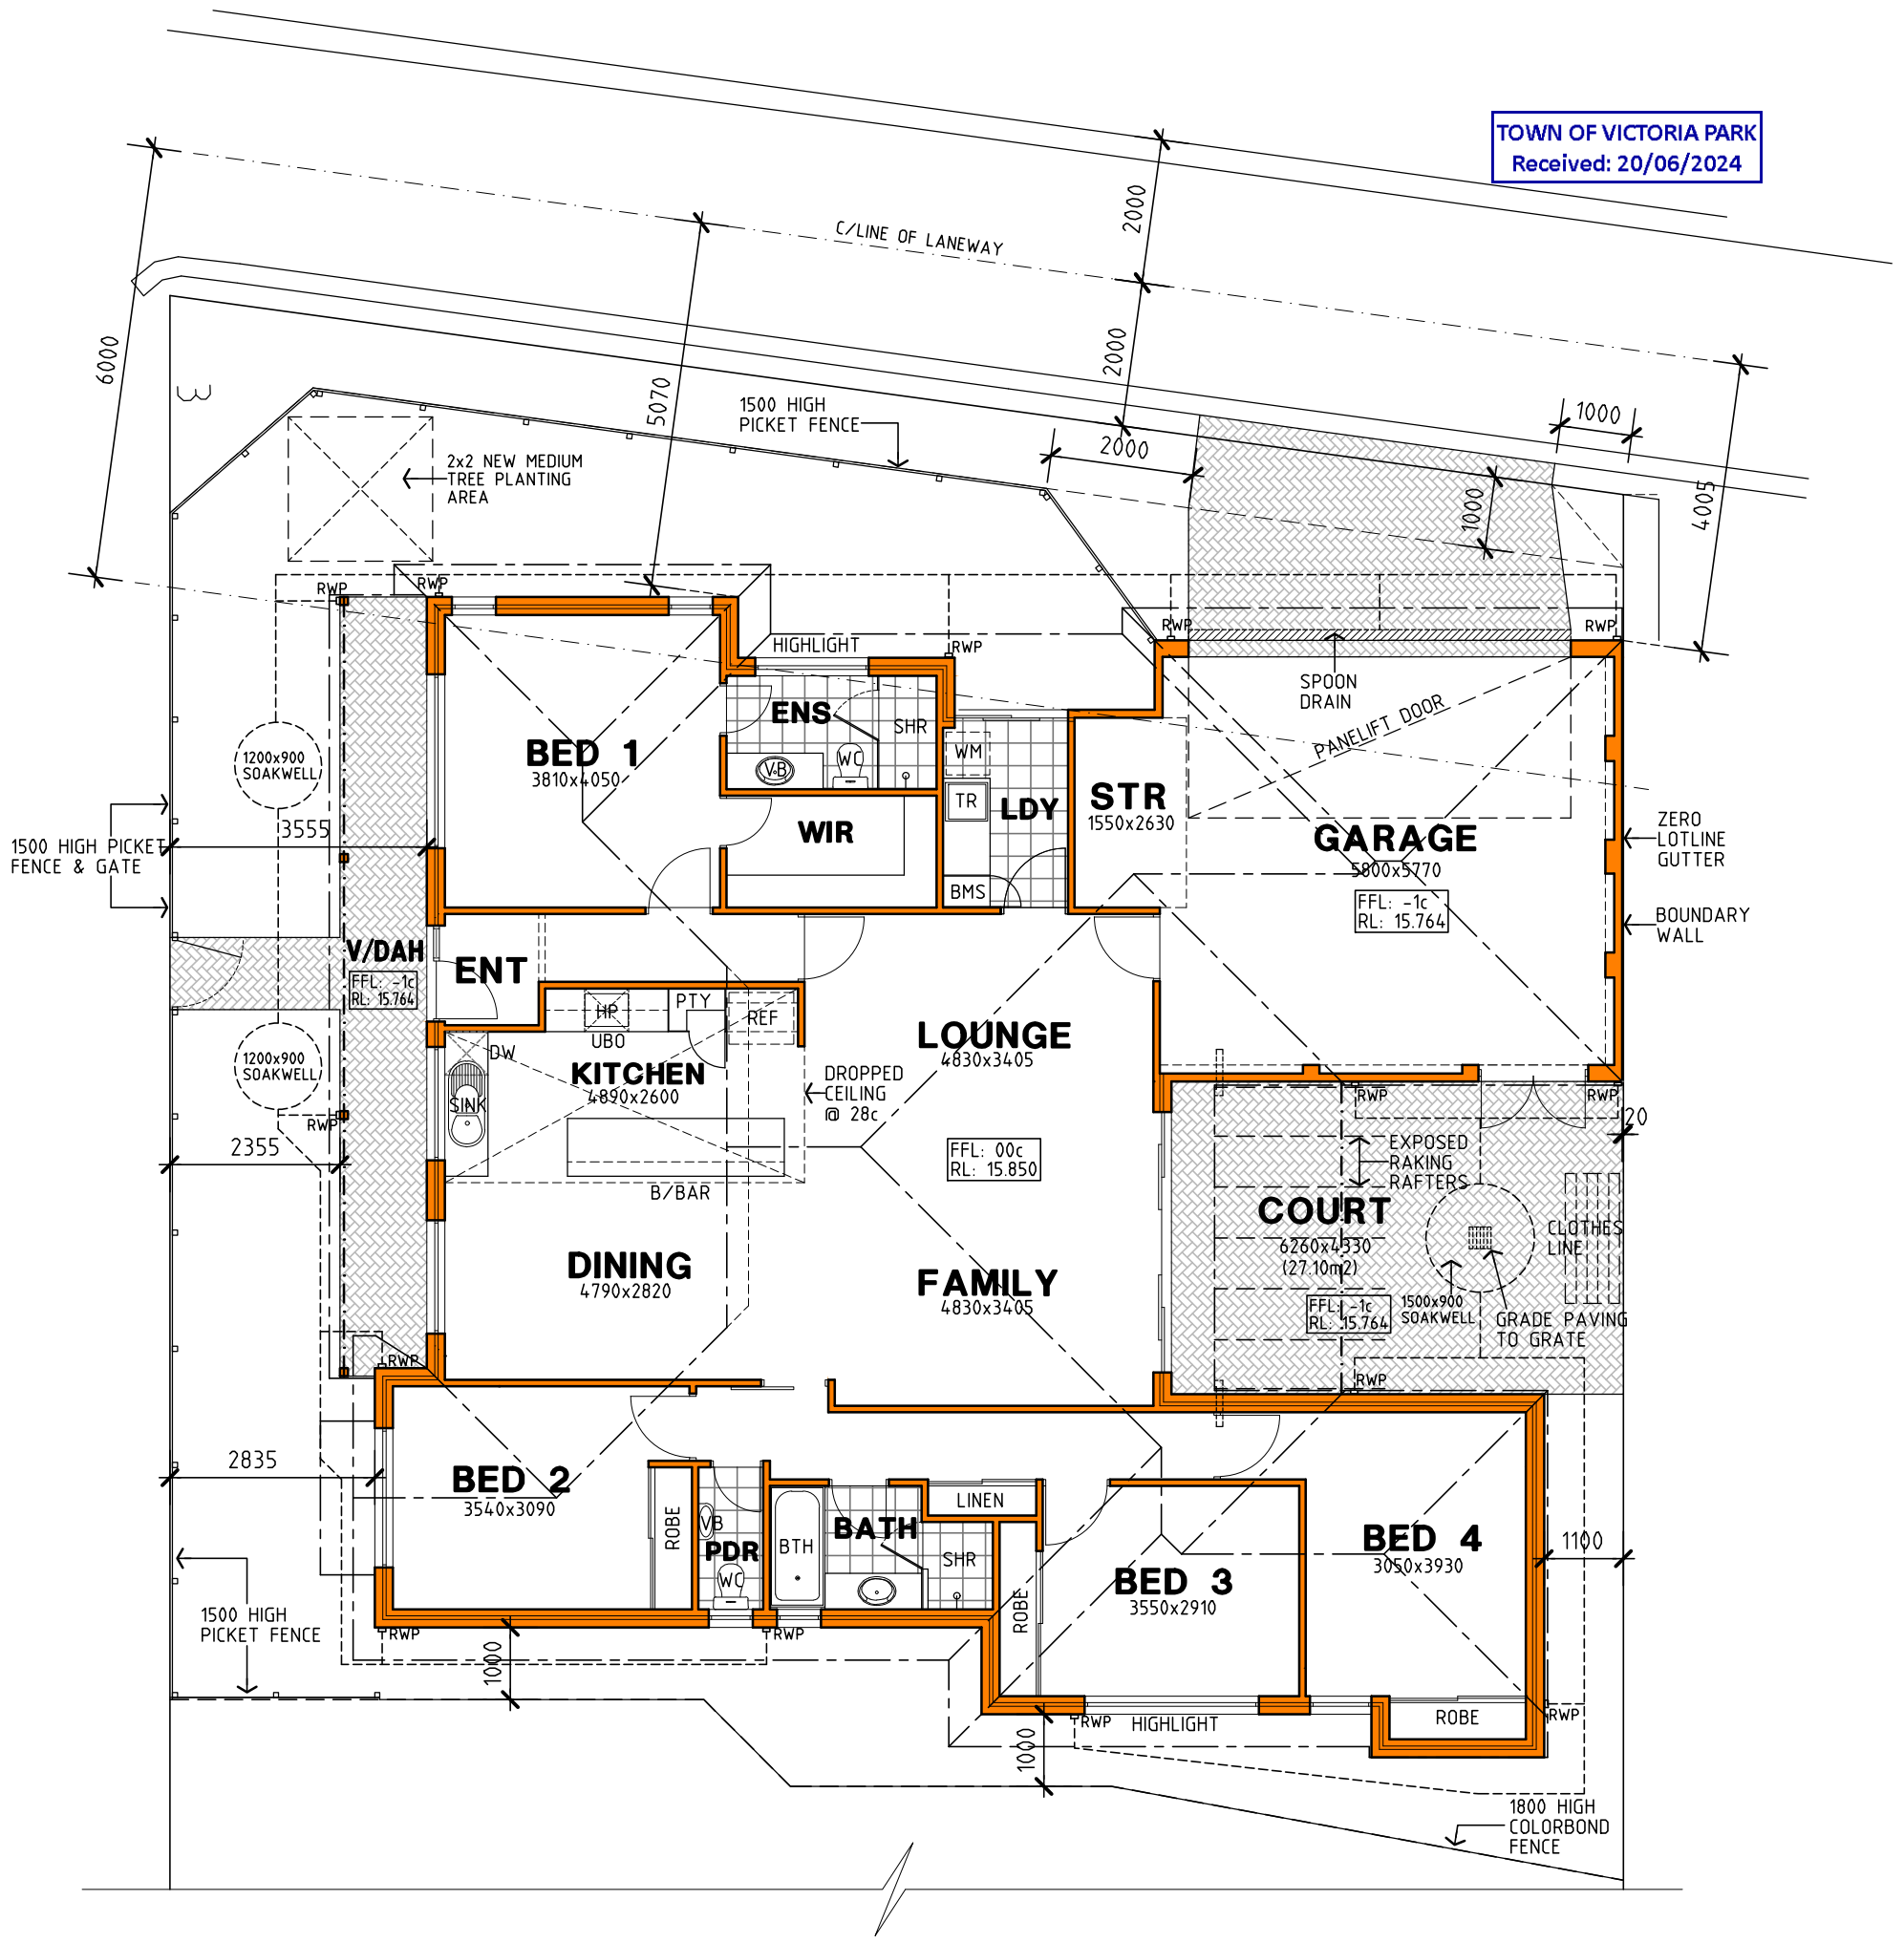 TOWN OF VICTORIA PARK
Received: 20/06/2024
2000
C/LINE OF LANEWAY
2000
6000
5070
4005
3
1500 HIGH
PICKET FENCE
2000
1000
1000
2x2 NEW MEDIUM
TREE PLANTING
AREA
RWP
RWP
RWP
RWP
RWP
HIGHLIGHT
SPOON
DRAIN
PANELIFT DOOR
ENS
SHR
WC
VB
BED 1
3810x4050
1200x900
SOAKWELL
WM
TR
LDY
BMS
STR
1550x2630
GARAGE
5800x5770
FFL: -1c
RL: 15.764
ZERO
LOTLINE
GUTTER
BOUNDARY
WALL
WIR
3555
1500 HIGH PICKET
FENCE & GATE
V/DAH
FFL: -1c
RL: 15.764
ENT
HP
UBO
PTY
REF
DW
SINK
KITCHEN
4890x2600
DROPPED
CEILING
@ 28c
LOUNGE
4830x3405
1200x900
SOAKWELL
RWP
2355
B/BAR
FFL: 00c
RL: 15.850
RWP
RWP
20
EXPOSED
RAKING
RAFTERS
COURT
6260x4330
(27.10m2)
CLOTHES
LINE
FFL: -1c
RL: 15.764
1500x900
SOAKWELL
GRADE PAVING
TO GRATE
DINING
4790x2820
FAMILY
4830x3405
RWP
RWP
2835
BED 2
3540x3090
ROBE
VB
PDR
WC
BTH
BATH
SHR
LINEN
ROBE
BED 3
3550x2910
BED 4
3050x3930
1100
1500 HIGH
PICKET FENCE
RWP
RWP
1000
1000
RWP
HIGHLIGHT
ROBE
RWP
1800 HIGH
COLORBOND
FENCE